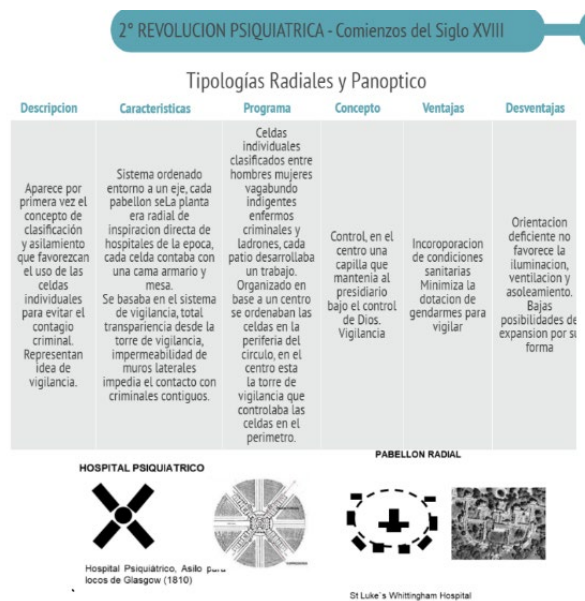 2° REVOLUCION PSIQUIATRICA - Comienzos del Siglo XVIII
Tipologías Radiales y Panoptico
Descripcion
Aparece por
primera vez el
concepto de
clasificación
y asilamiento
que favorezcan
el uso de las
celdas
individuales
para evitar el
contagio
criminal.
Representan
idea de
vigilancia.
Caracteristicas
Sistema ordenado
entorno a un eje, cada
pabellon seLa planta
era radial de
inspiracion directa de
hospitales de la epoca,
cada celda contaba con
una cama armario y
mesa.
Se basaba en el sistema
de vigilancia, total
transparencia desde la
torre de vigilancia,
impermeabilidad de
muros laterales
impedia el contacto con
criminales contiguos.
Programa
Celdas
individuales
clasificados entre
hombres mujeres
vagabundo
indigentes
enfermos
criminales y
ladrones, cada
patio desarrollaba
un trabajo.
Organizado en
base a un centro
se ordenaban las
celdas en la
periferia del
circulo, en el
centro esta
la torre de
vigilancia que
controlaba las
celdas en el
perimetro.
Concepto
Control, en el
centro una
capilla que
mantenia al
presidiario
bajo el control
de Dios.
Vigilancia
Ventajas
Incoroporacion
de condiciones
sanitarias
Minimiza la
dotacion de
gendarmes para
vigilar
Desventajas
Orientacion
deficiente no
favorece la
iluminacion,
ventilacion y
asoleamiento.
Bajas
posibilidades de
expansion por su
forma
HOSPITAL PSIQUIATRICO
Hospital Psiquiátrico, Asilo para
locos de Glasgow (1810)
PABELLON RADIAL
St Luke`s Whittingham Hospital